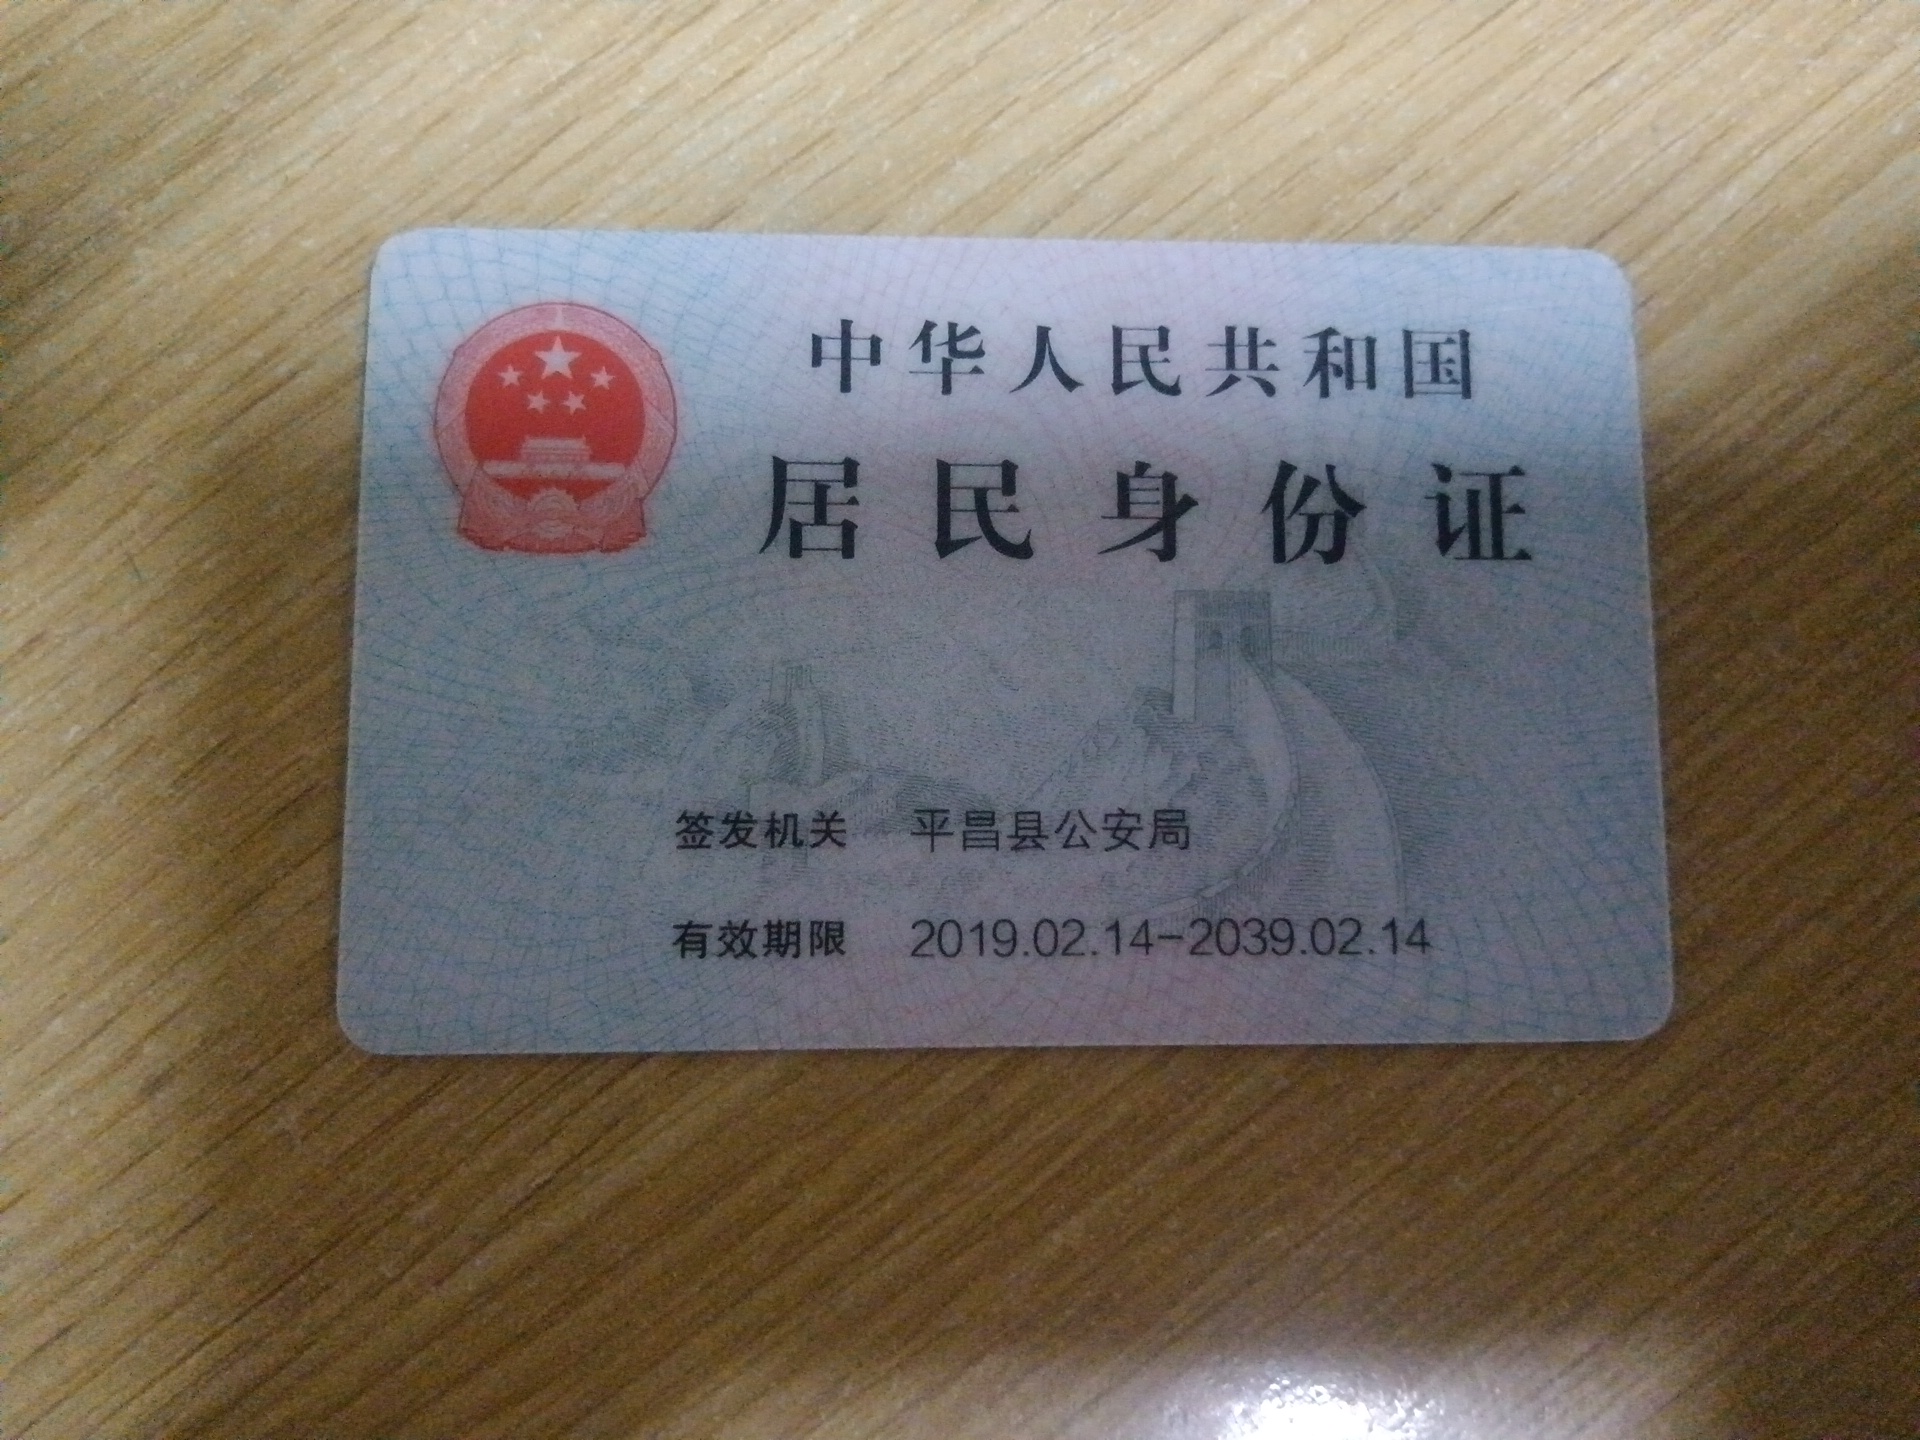 中华人民共和国
居民身份证
签发机关 平昌县公安局
有效期限 2019.02.14-2039.02.14